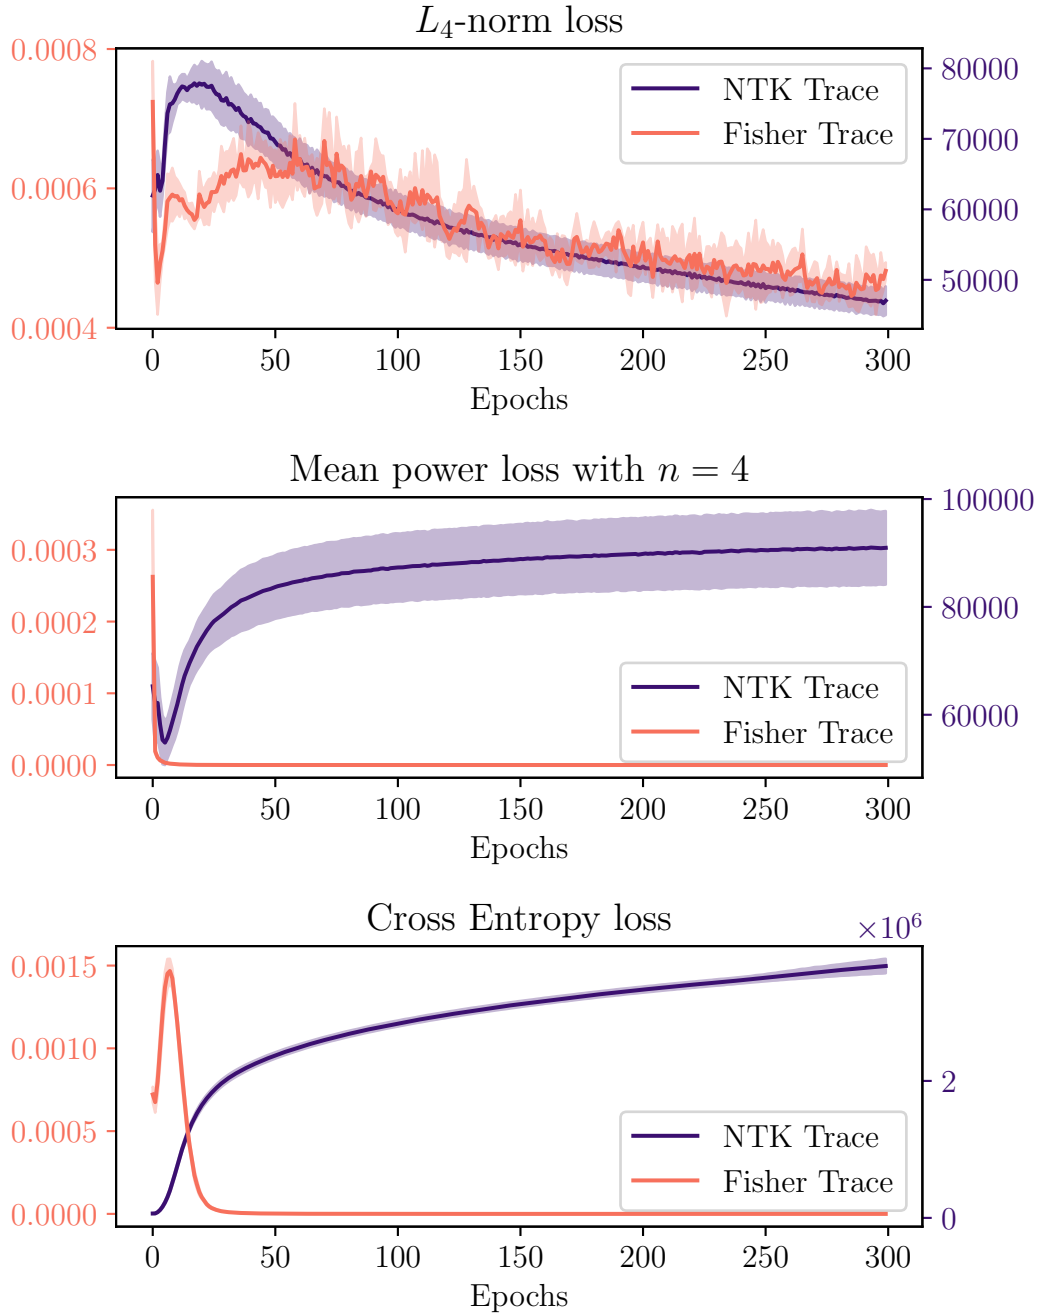 L₄-norm loss
0.0008
0.0006
0.0004
80000
70000
60000
50000
NTK Trace
Fisher Trace
0 50 100 150 200 250 300
Epochs
Mean power loss with n = 4
0.0003
0.0002
0.0001
0.0000
100000
80000
60000
NTK Trace
Fisher Trace
0 50 100 150 200 250 300
Epochs
Cross Entropy loss
×10⁶
0.0015
0.0010
0.0005
0.0000
2
0
NTK Trace
Fisher Trace
0 50 100 150 200 250 300
Epochs